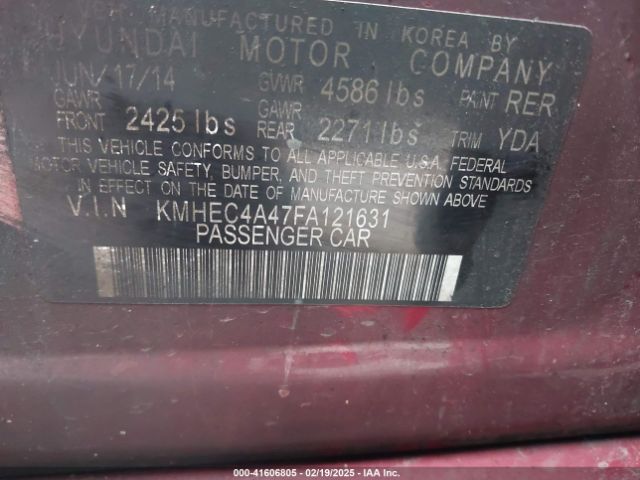 VEH. MANUFACTURED IN KOREA BY
HYUNDAI MOTOR COMPANY
JUN/17/14 GVWR 4586 lbs PAINT RER
GAWR FRONT 2425 lbs GAWR REAR 2271 lbs TRIM YDA
THIS VEHICLE CONFORMS TO ALL APPLICABLE U.S.A. FEDERAL
MOTOR VEHICLE SAFETY, BUMPER, AND THEFT PREVENTION STANDARDS
IN EFFECT ON THE DATE OF MANUFACTURE SHOWN ABOVE.
V.I.N KMHEC4A47FA121631
PASSENGER CAR
000-41606805 / 02/19/2025 — IAA Inc.